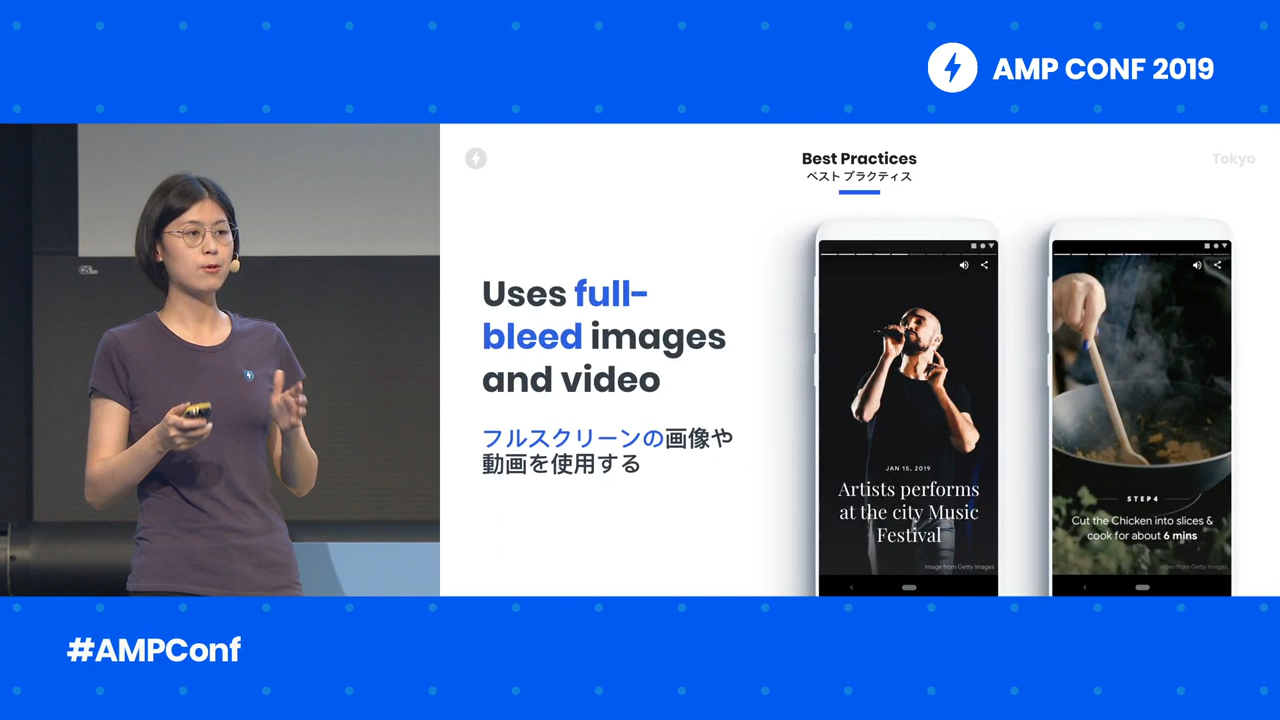 AMP CONF 2019
Best Practices
ベスト プラクティス
Tokyo
Uses full-
bleed images
and video
フルスクリーンの画像や
動画を使用する
JAN 15, 2019
Artists performs
at the city Music
Festival
Image from Getty Images
STEP 4
Cut the Chicken into slices &
cook for about 6 mins
video from Getty Images
#AMPConf